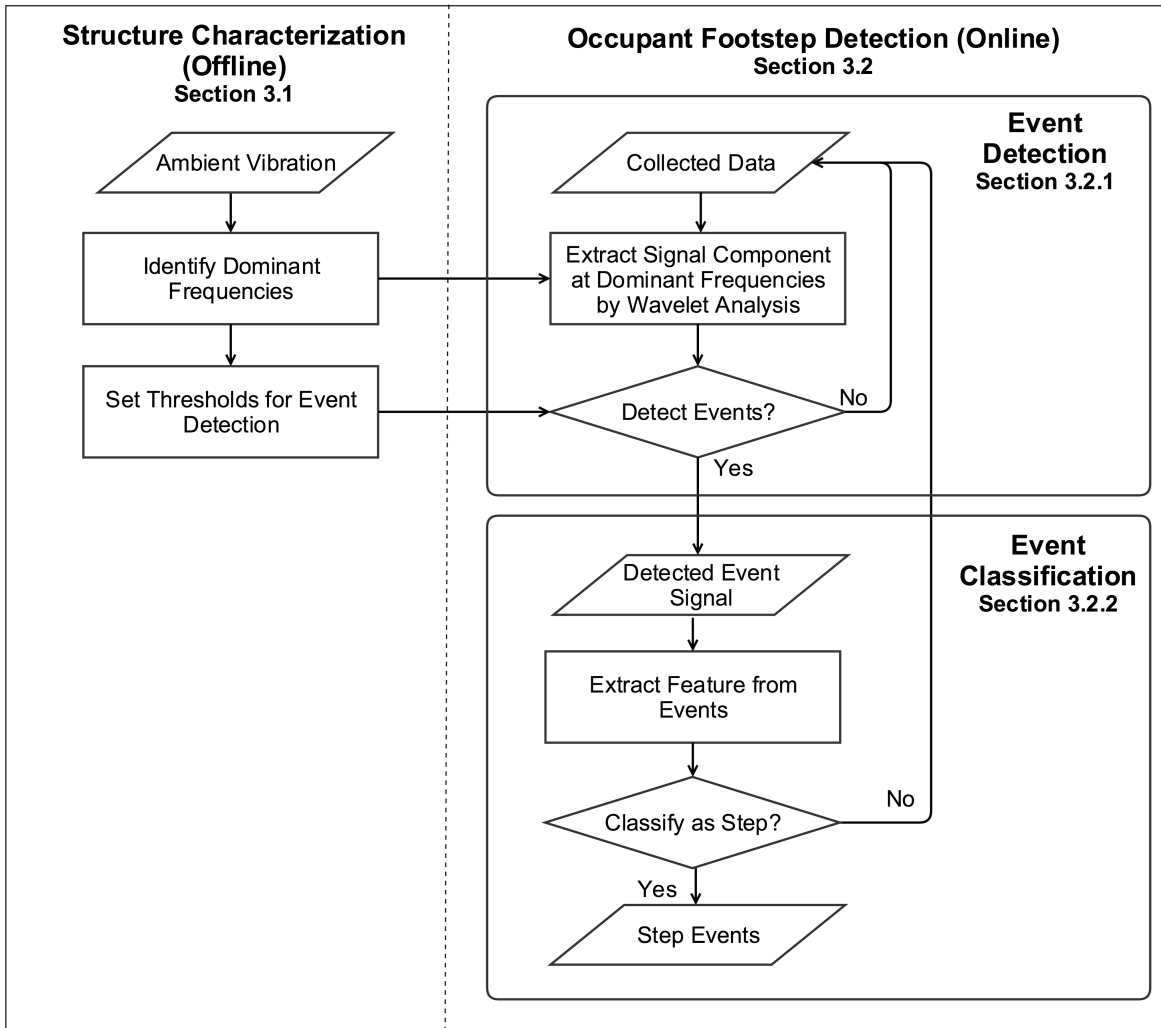 Structure Characterization
(Offline)
Section 3.1
Ambient Vibration
Identify Dominant
Frequencies
Set Thresholds for Event
Detection
Occupant Footstep Detection (Online)
Section 3.2
Event
Detection
Section 3.2.1
Collected Data
Extract Signal Component
at Dominant Frequencies
by Wavelet Analysis
Detect Events?
No
Yes
Event
Classification
Section 3.2.2
Detected Event
Signal
Extract Feature from
Events
Classify as Step?
No
Yes
Step Events